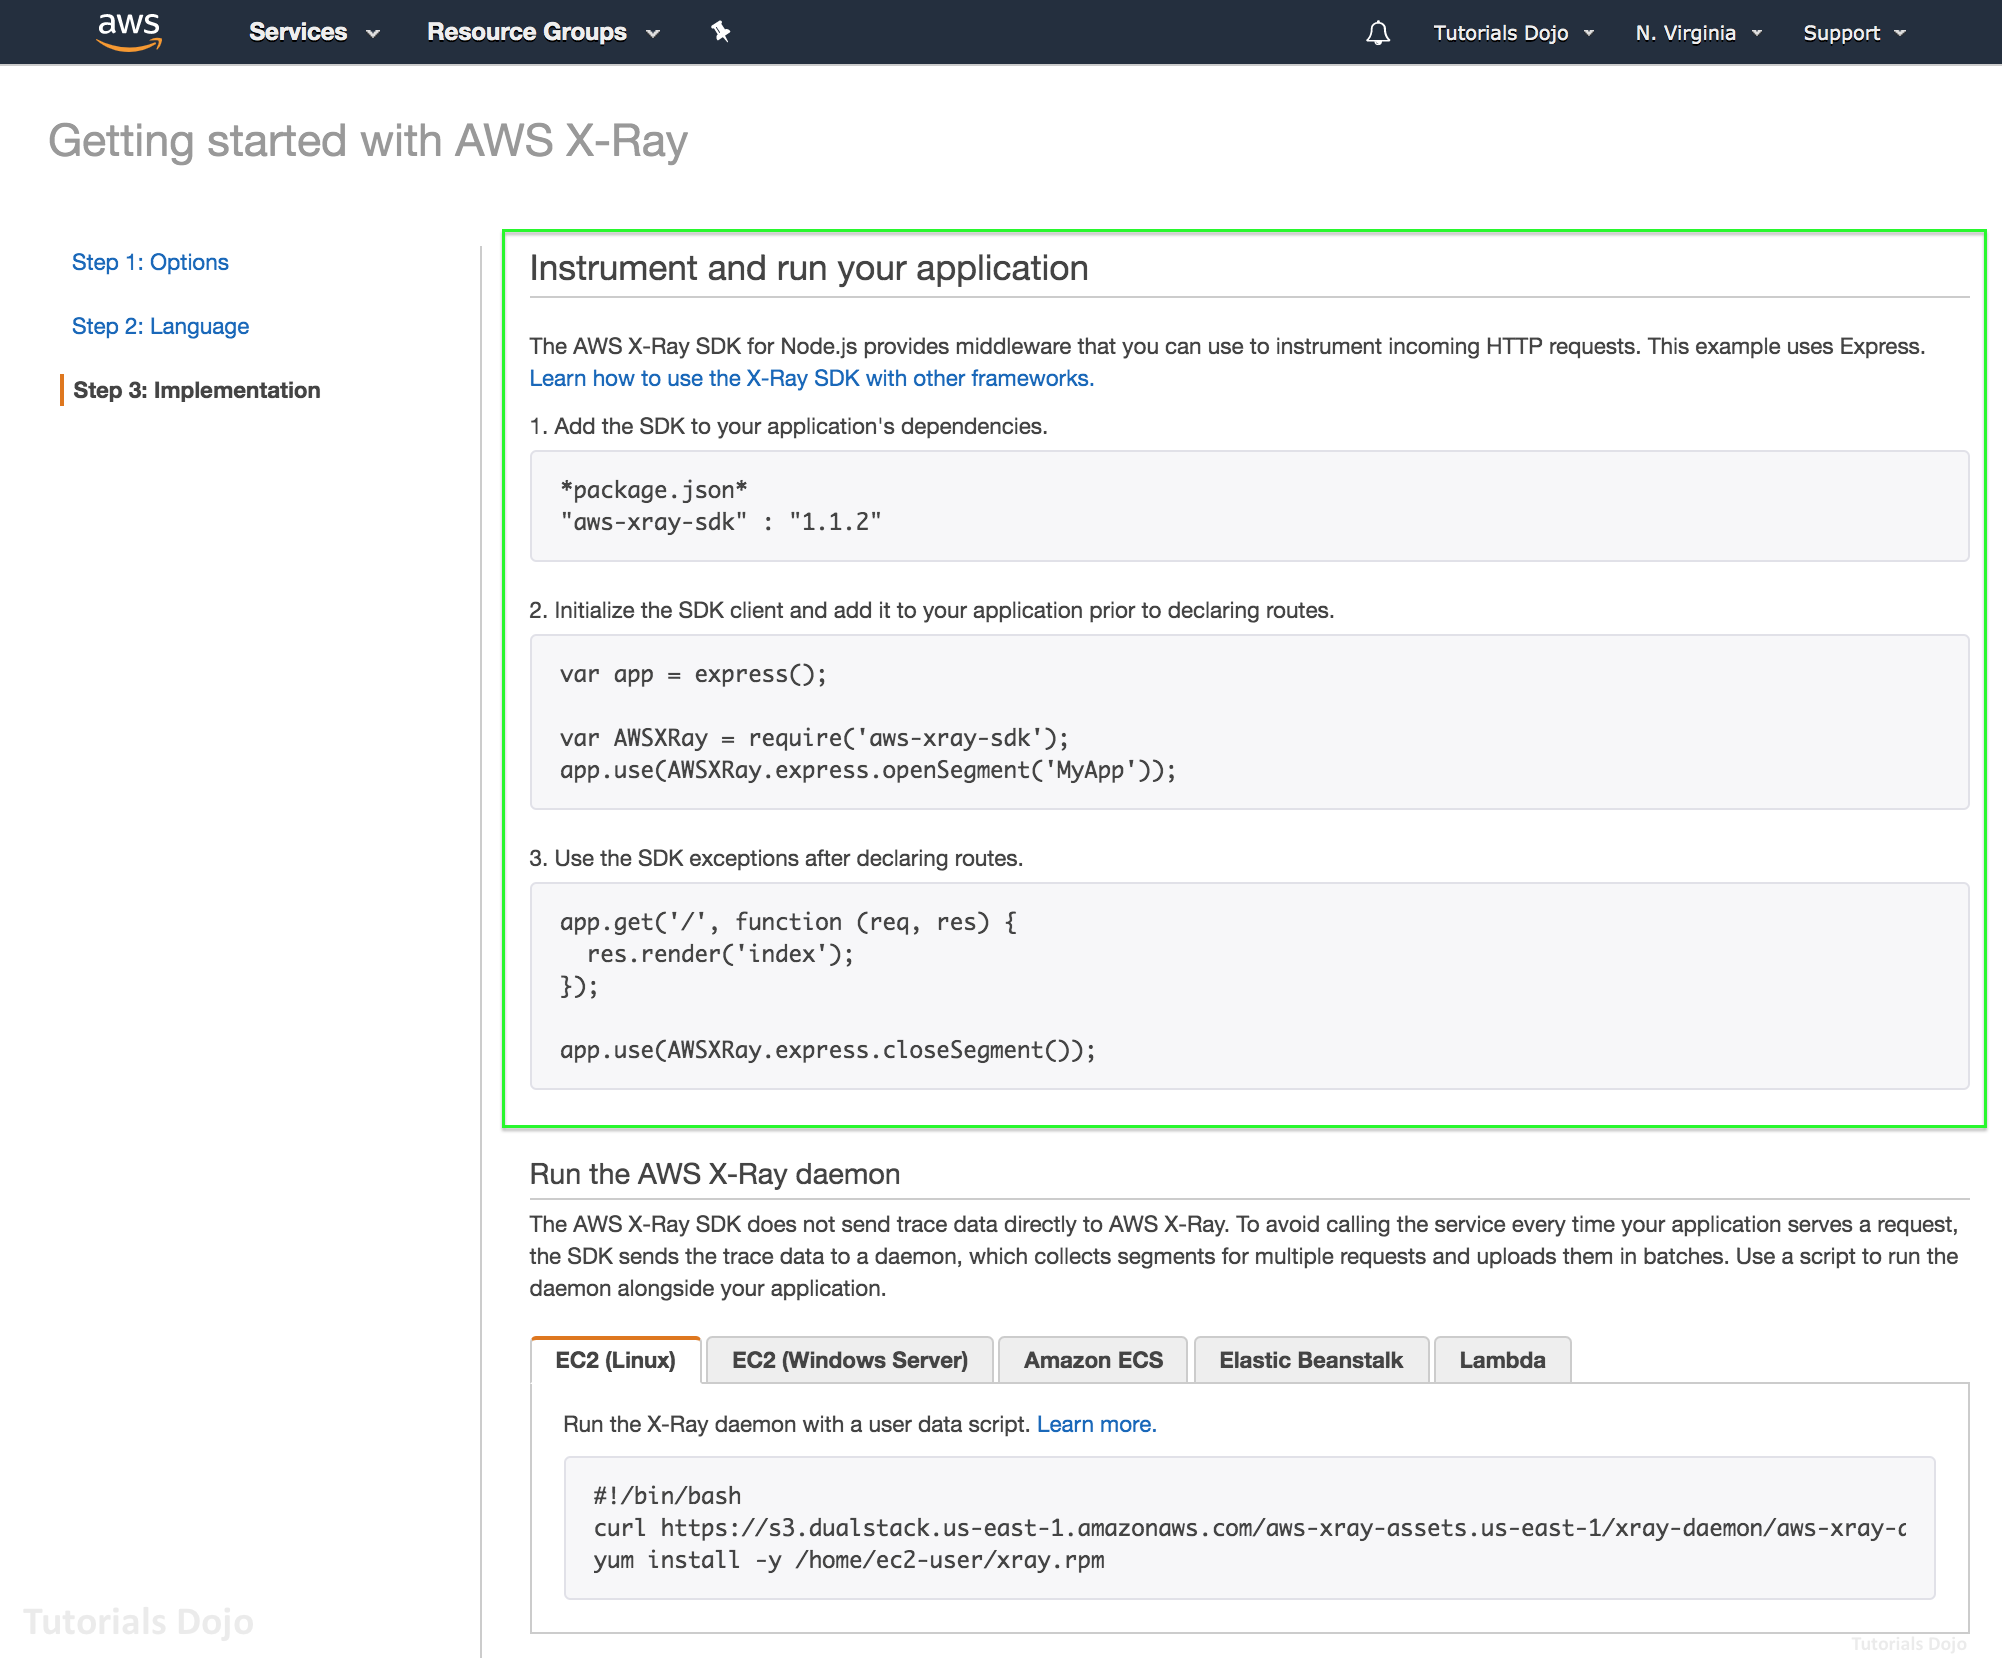 aws Services Resource Groups Tutorials Dojo N. Virginia Support
Getting started with AWS X-Ray
Step 1: Options
Step 2: Language
Step 3: Implementation
Instrument and run your application
The AWS X-Ray SDK for Node.js provides middleware that you can use to instrument incoming HTTP requests. This example uses Express.
Learn how to use the X-Ray SDK with other frameworks.
1. Add the SDK to your application's dependencies.
*package.json*
"aws-xray-sdk" : "1.1.2"
2. Initialize the SDK client and add it to your application prior to declaring routes.
var app = express();
var AWSXRay = require('aws-xray-sdk');
app.use(AWSXRay.express.openSegment('MyApp'));
3. Use the SDK exceptions after declaring routes.
app.get('/', function (req, res) {
  res.render('index');
});
app.use(AWSXRay.express.closeSegment());
Run the AWS X-Ray daemon
The AWS X-Ray SDK does not send trace data directly to AWS X-Ray. To avoid calling the service every time your application serves a request,
the SDK sends the trace data to a daemon, which collects segments for multiple requests and uploads them in batches. Use a script to run the
daemon alongside your application.
EC2 (Linux) EC2 (Windows Server) Amazon ECS Elastic Beanstalk Lambda
Run the X-Ray daemon with a user data script. Learn more.
#!/bin/bash
curl https://s3.dualstack.us-east-1.amazonaws.com/aws-xray-assets.us-east-1/xray-daemon/aws-xray-
yum install -y /home/ec2-user/xray.rpm
Tutorials Dojo
Tutorials Dojo